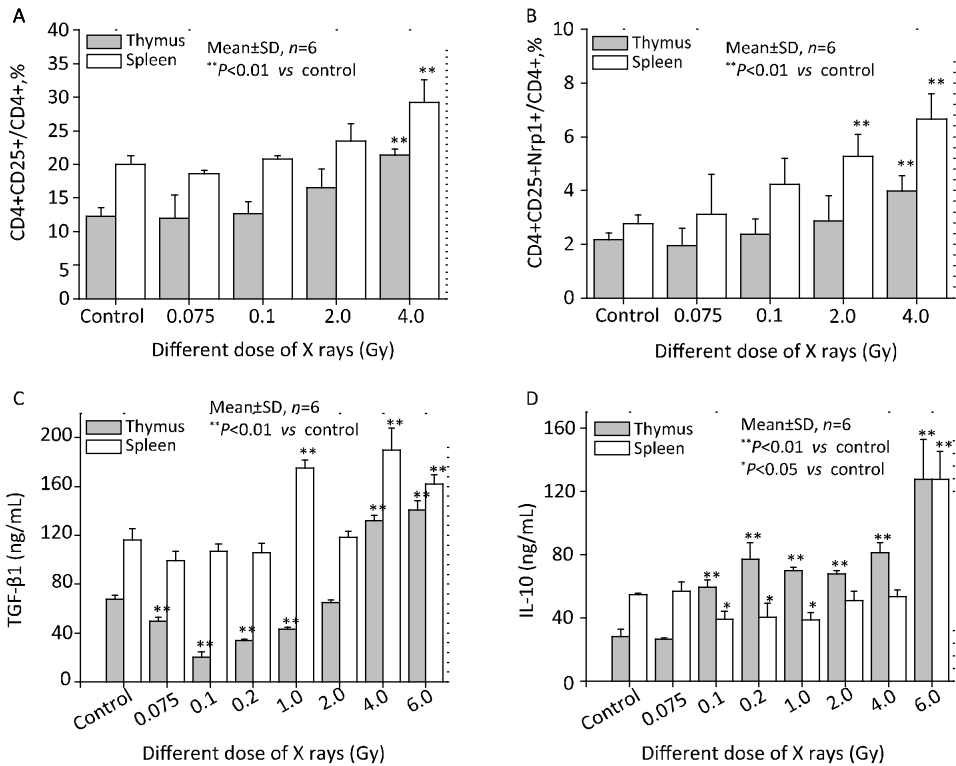 A
40
35
30
25
20
15
10
5
0
CD4+CD25+/CD4+,%
Thymus
Spleen
Mean±SD, n=6
**P<0.01 vs control
**
**
Control 0.075 0.1 2.0 4.0
Different dose of X rays (Gy)
B
10
8
6
4
2
0
CD4+CD25+Nrp1+/CD4+,%
Thymus
Spleen
Mean±SD, n=6
**P<0.01 vs control
**
**
**
Control 0.075 0.1 2.0 4.0
Different dose of X rays (Gy)
C
200
160
120
80
40
0
TGF-β1 (ng/mL)
Thymus
Spleen
Mean±SD, n=6
**P<0.01 vs control
** ** ** ** ** ** ** ** **
Control 0.075 0.1 0.2 1.0 2.0 4.0 6.0
Different dose of X rays (Gy)
D
160
120
80
40
0
IL-10 (ng/mL)
Thymus
Spleen
Mean±SD, n=6
**P<0.01 vs control
*P<0.05 vs control
** * ** * ** * ** ** ** **
Control 0.075 0.1 0.2 1.0 2.0 4.0 6.0
Different dose of X rays (Gy)